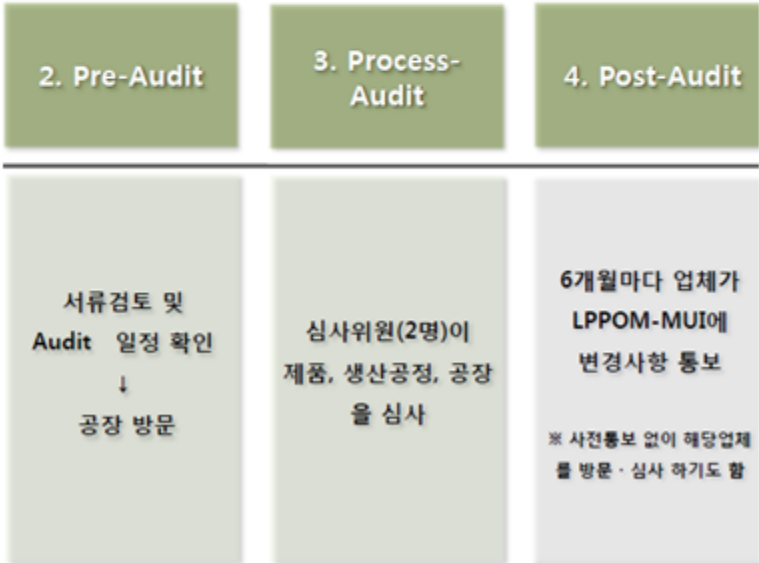 2. Pre-Audit
3. Process-
Audit
4. Post-Audit
서류검토 및
Audit 일정 확인
↓
공장 방문
심사위원(2명)이
제품, 생산공정, 공장
을 심사
6개월마다 업체가
LPPOM-MUI에
변경사항 통보
※ 사전통보 없이 해당업체
를 방문 · 심사 하기도 함